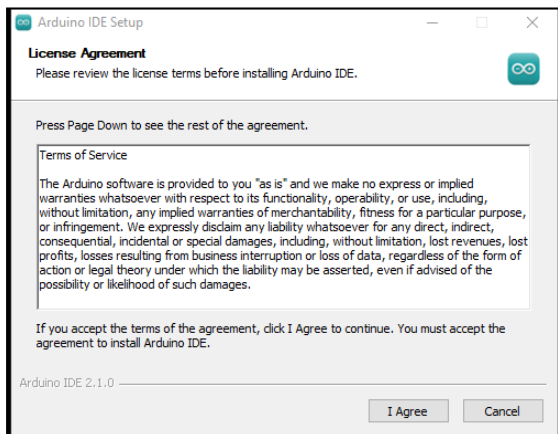 Arduino IDE Setup
License Agreement
Please review the license terms before installing Arduino IDE.
Press Page Down to see the rest of the agreement.
Terms of Service
The Arduino software is provided to you "as is" and we make no express or implied
warranties whatsoever with respect to its functionality, operability, or use, including,
without limitation, any implied warranties of merchantability, fitness for a particular purpose,
or infringement. We expressly disclaim any liability whatsoever for any direct, indirect,
consequential, incidental or special damages, including, without limitation, lost revenues, lost
profits, losses resulting from business interruption or loss of data, regardless of the form of
action or legal theory under which the liability may be asserted, even if advised of the
possibility or likelihood of such damages.
If you accept the terms of the agreement, click I Agree to continue. You must accept the
agreement to install Arduino IDE.
Arduino IDE 2.1.0
I Agree
Cancel